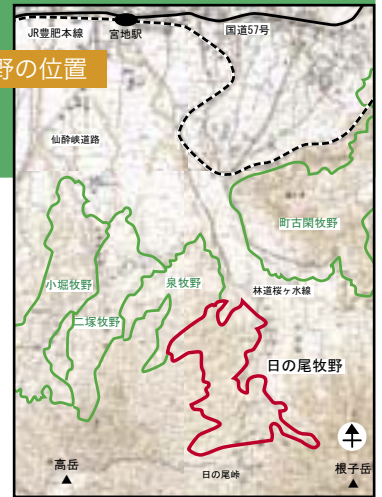 野の位置
JR豊肥本線
宮地駅
国道57号
仙酔峡道路
町古閑牧野
小堀牧野
泉牧野
林道桜ヶ水線
二塚牧野
日の尾牧野
高岳
日の尾峠
根子岳